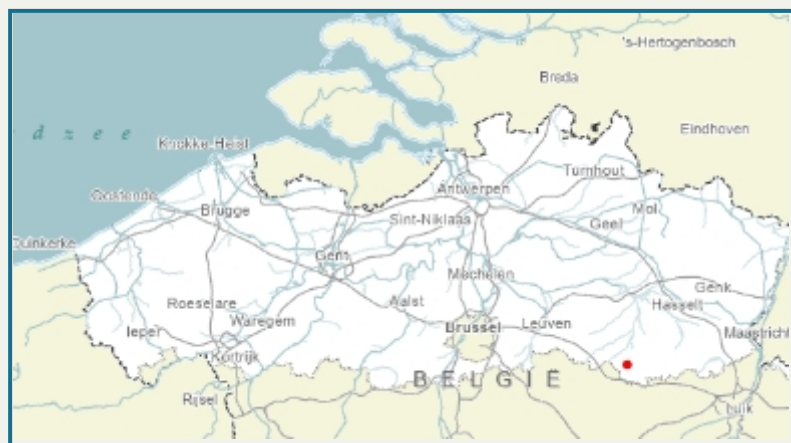 's-Hertogenbosch
Breda
Eindhoven
d z e e
Knokke-Heist
Turnhout
Antwerpen
Oostende
Mol
Brugge
Sint-Niklaas
Geel
Duinkerke
Gent
Mechelen
Genk
Roeselare
Aalst
Hasselt
Waregem
Ieper
Brussel
Leuven
Maastricht
Kortrijk
BELGIË
Rijsel
Luik